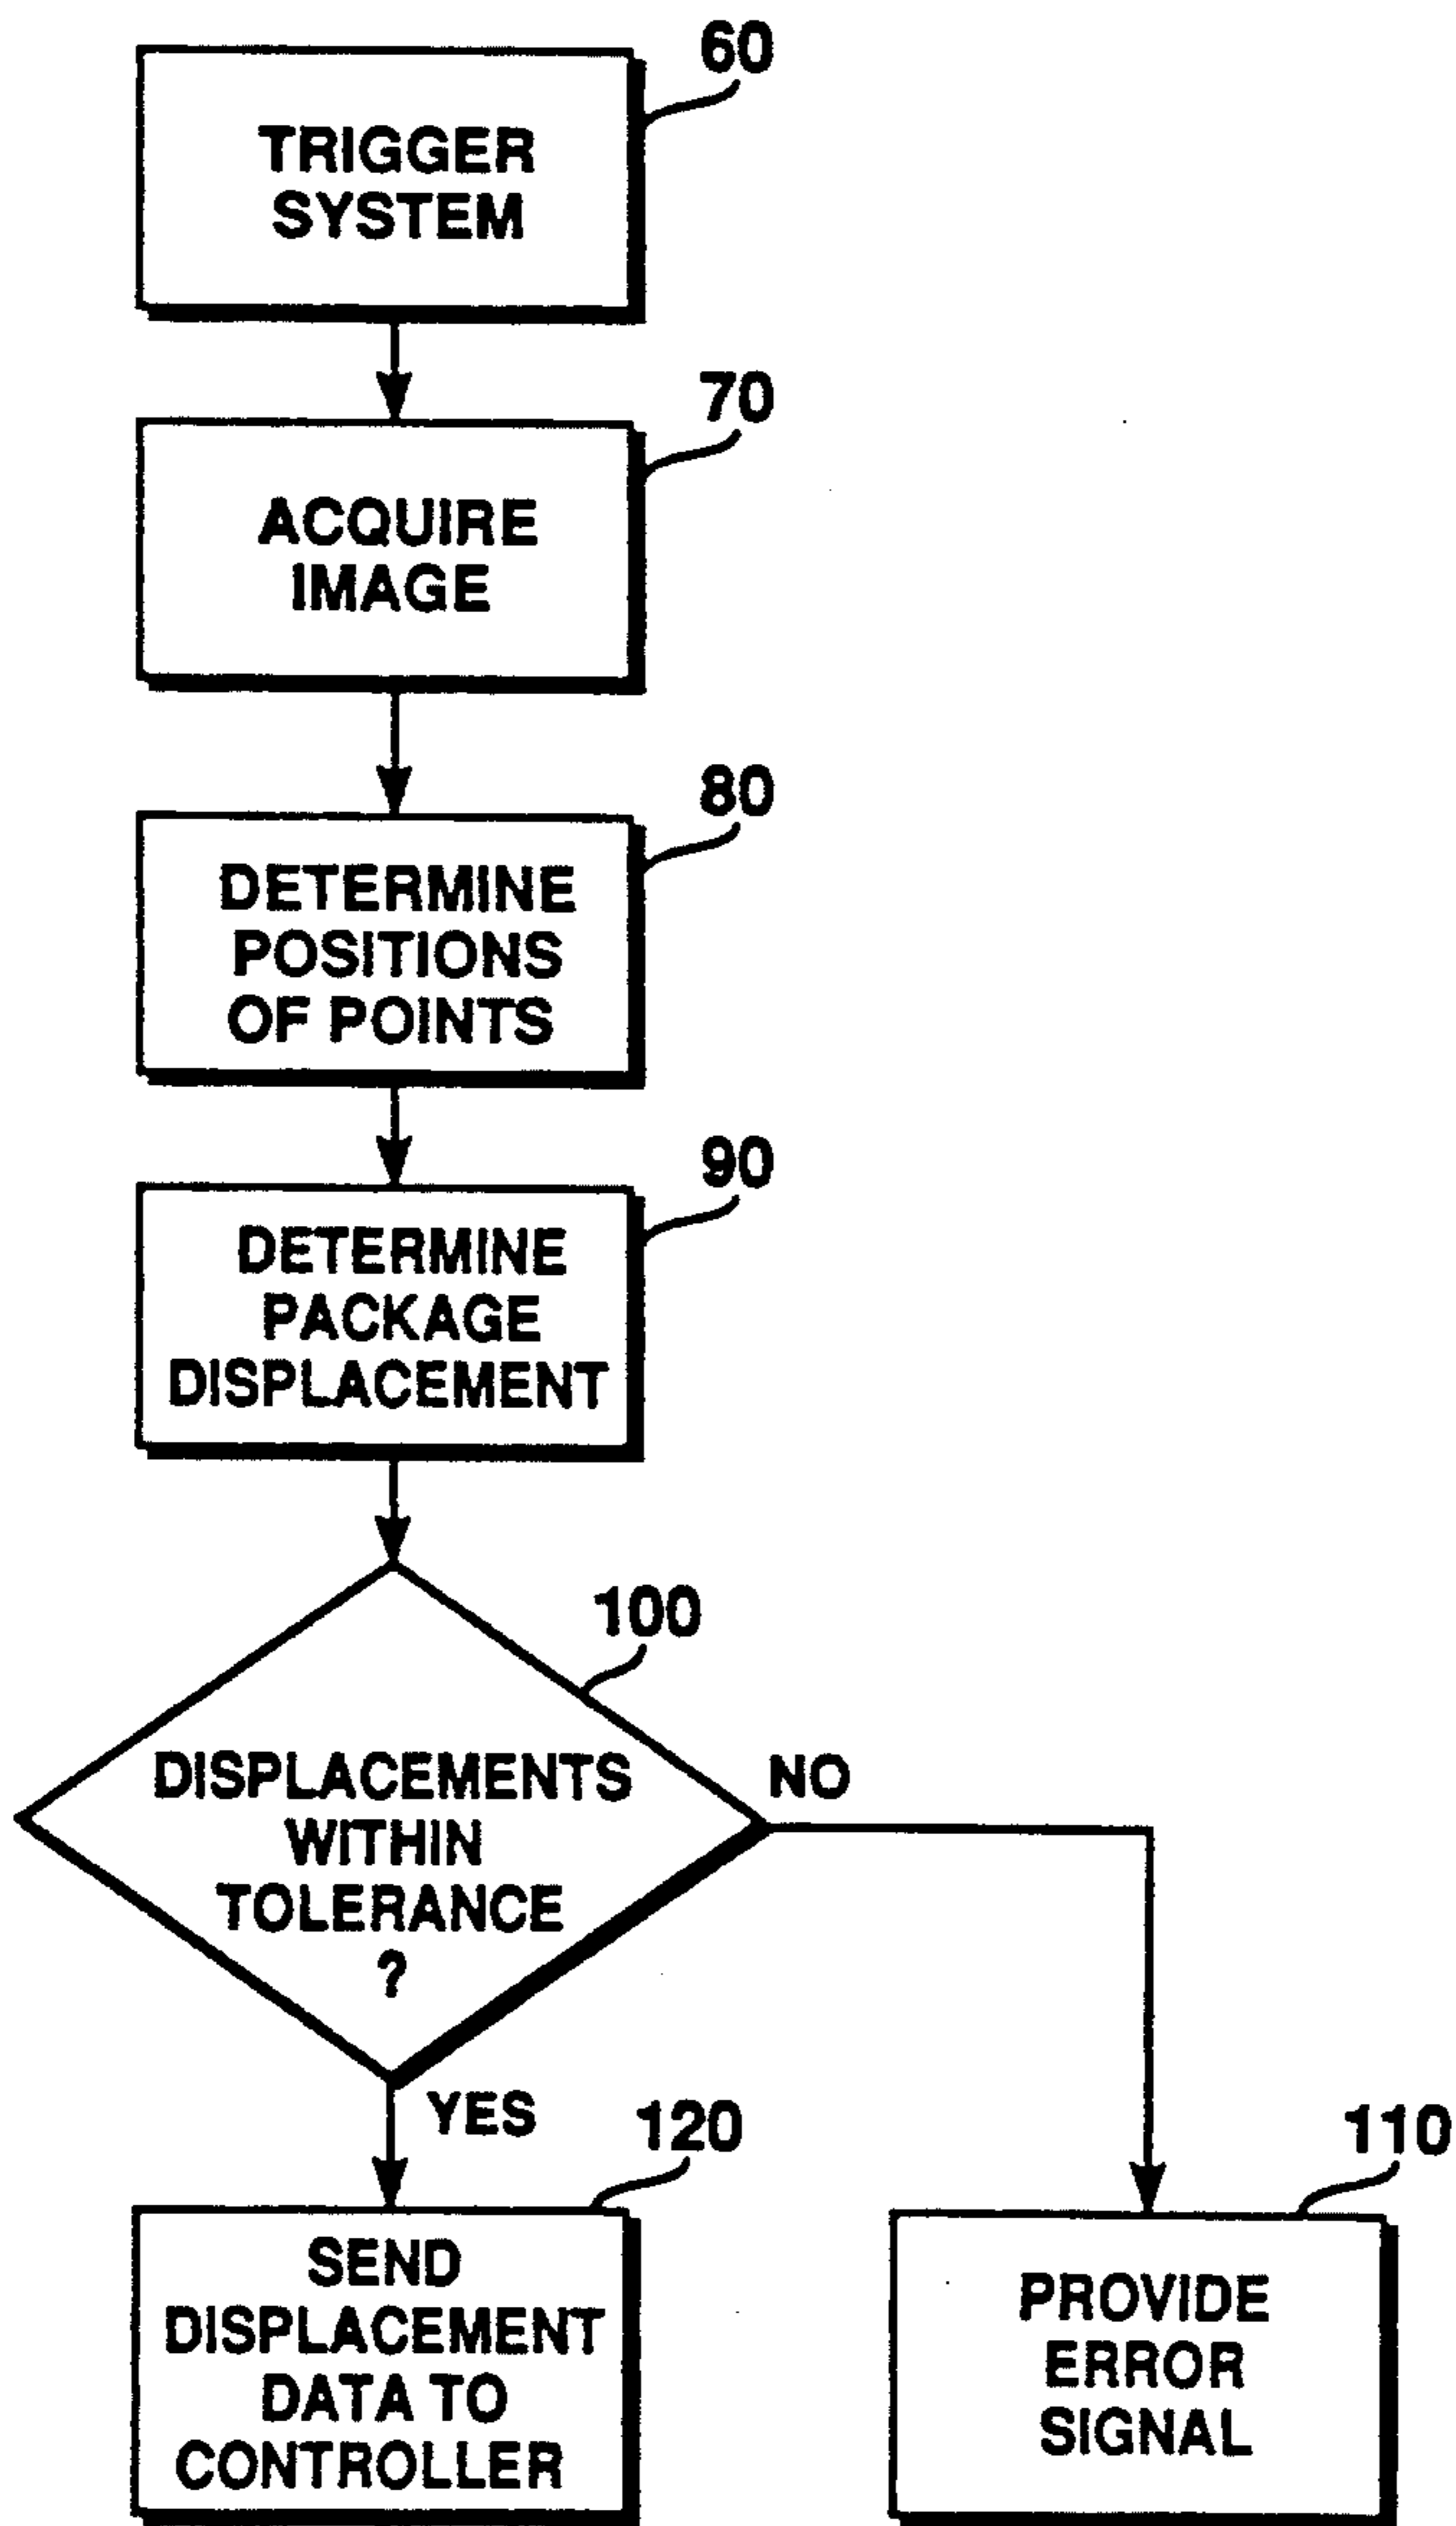 60
TRIGGER
SYSTEM
70
ACQUIRE
IMAGE
80
DETERMINE
POSITIONS
OF POINTS
90
DETERMINE
PACKAGE
DISPLACEMENT
100
DISPLACEMENTS
WITHIN
TOLERANCE
?
NO
YES
120
SEND
DISPLACEMENT
DATA TO
CONTROLLER
110
PROVIDE
ERROR
SIGNAL